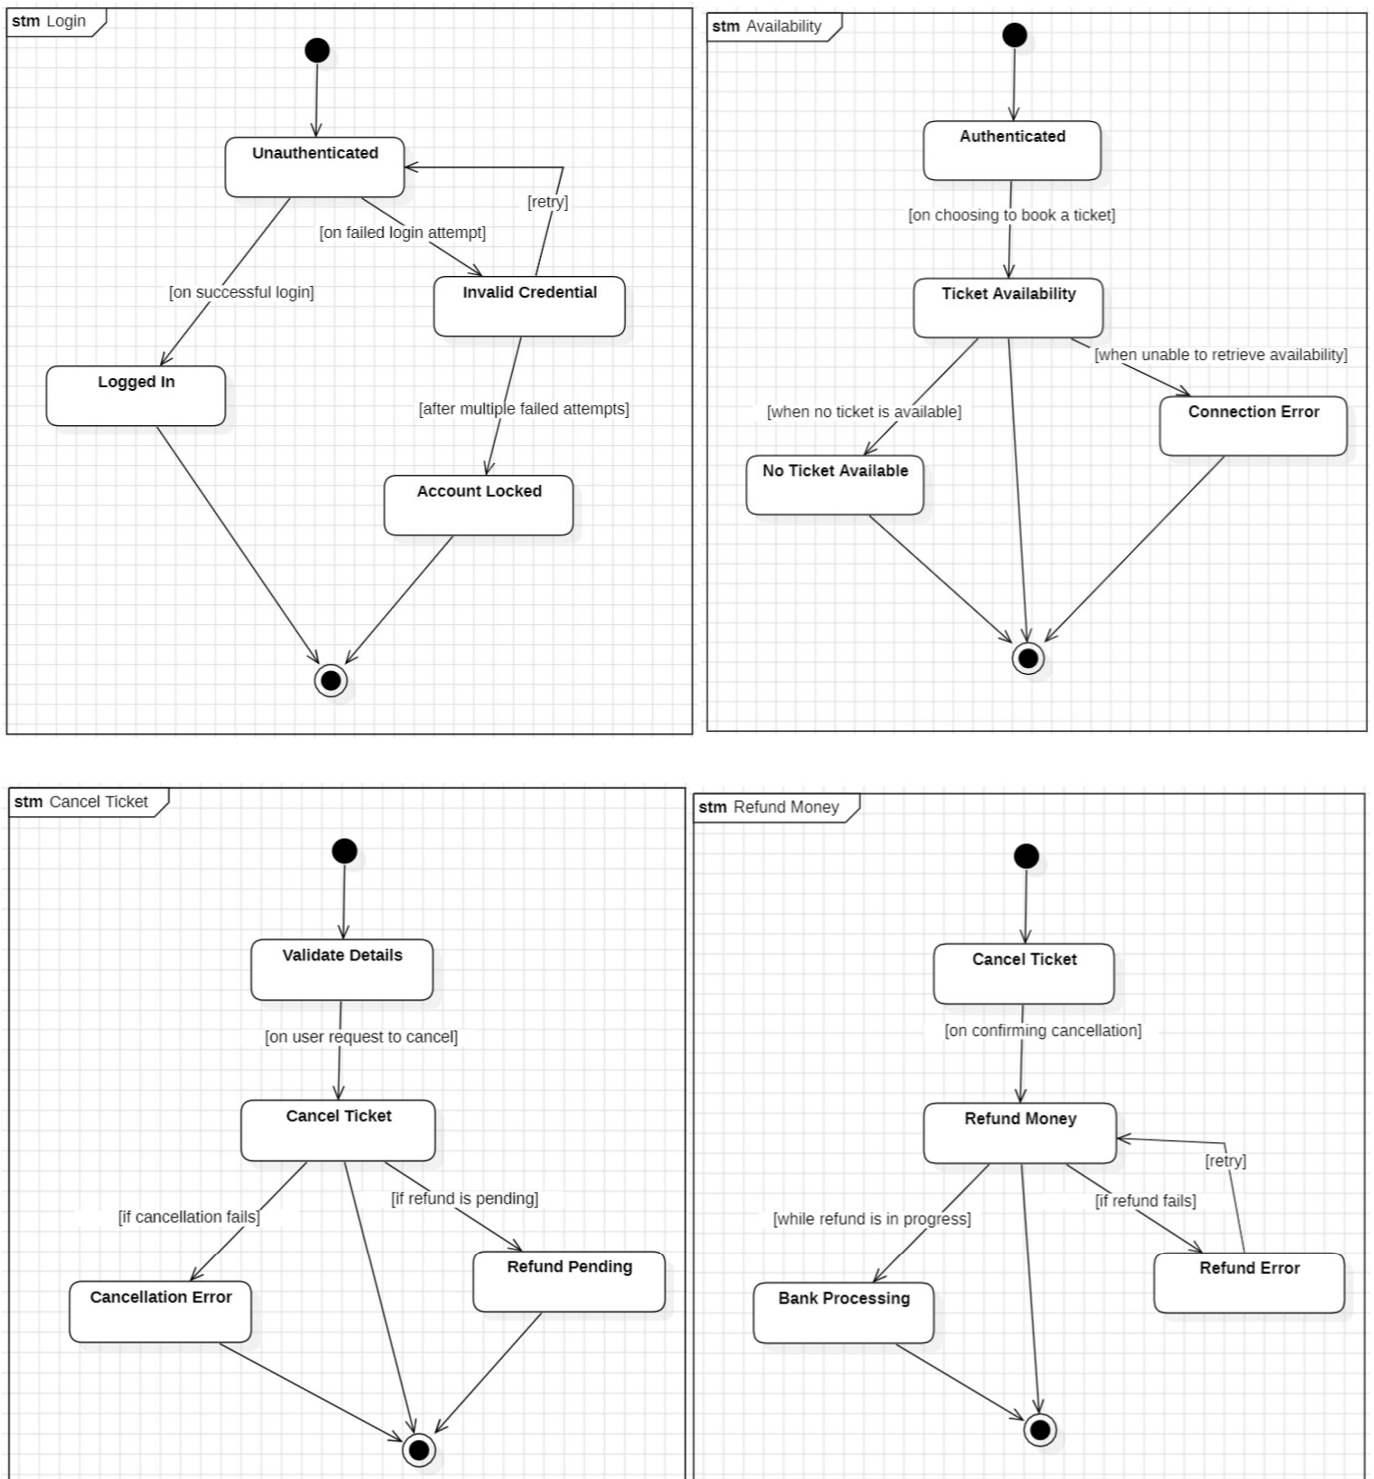 stm Login
Unauthenticated
[retry]
[on failed login attempt]
[on successful login]
Invalid Credential
Logged In
[after multiple failed attempts]
Account Locked
stm Availability
Authenticated
[on choosing to book a ticket]
Ticket Availability
[when unable to retrieve availability]
[when no ticket is available]
Connection Error
No Ticket Available
stm Cancel Ticket
Validate Details
[on user request to cancel]
Cancel Ticket
[if refund is pending]
[if cancellation fails]
Refund Pending
Cancellation Error
stm Refund Money
Cancel Ticket
[on confirming cancellation]
Refund Money
[retry]
[if refund fails]
[while refund is in progress]
Refund Error
Bank Processing